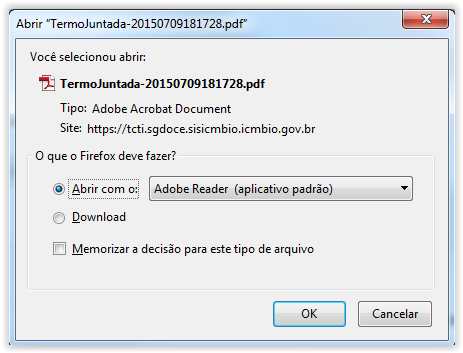 Abrir “TermoJuntada-20150709181728.pdf”
Você selecionou abrir:
TermoJuntada-20150709181728.pdf
Tipo: Adobe Acrobat Document
Site: https://tcti.sgdoce.sisicmbio.icmbio.gov.br
O que o Firefox deve fazer?
Abrir com o: Adobe Reader (aplicativo padrão)
Download
Memorizar a decisão para este tipo de arquivo
OK Cancelar